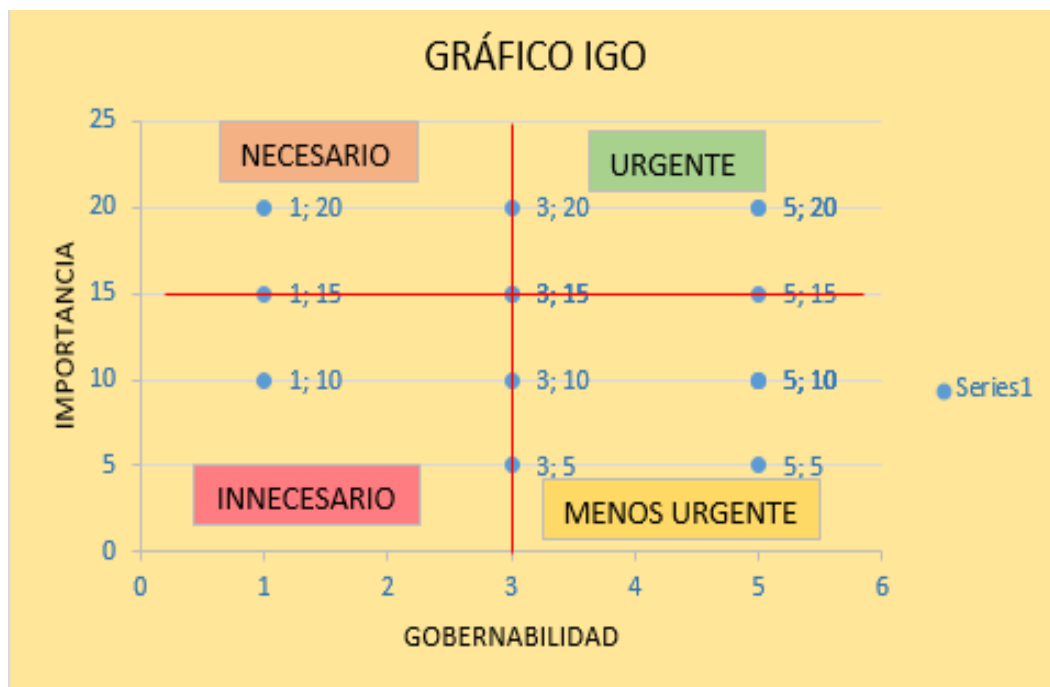 GRÁFICO IGO
25
NECESARIO
URGENTE
20
1; 20
3; 20
5; 20
15
1; 15
3; 15
5; 15
10
1; 10
3; 10
5; 10
5
3; 5
5; 5
INNECESARIO
MENOS URGENTE
0
0 1 2 3 4 5 6
IMPORTANCIA
GOBERNABILIDAD
Series1